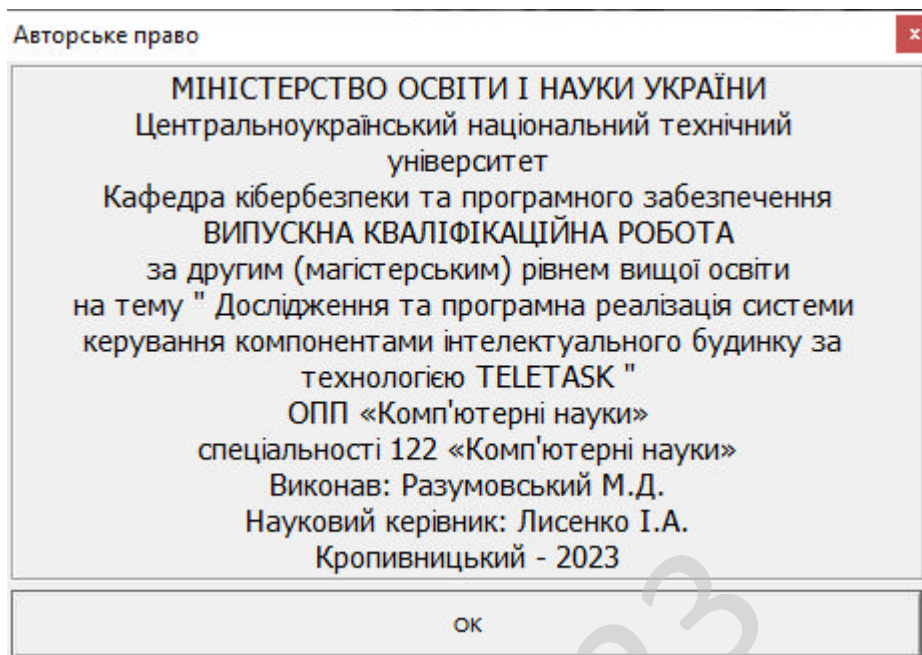 Авторське право
x
МІНІСТЕРСТВО ОСВІТИ І НАУКИ УКРАЇНИ
Центральноукраїнський національний технічний
університет
Кафедра кібербезпеки та програмного забезпечення
ВИПУСКНА КВАЛІФІКАЦІЙНА РОБОТА
за другим (магістерським) рівнем вищої освіти
на тему " Дослідження та програмна реалізація системи
керування компонентами інтелектуального будинку за
технологією TELETASK "
ОПП «Комп'ютерні науки»
спеціальності 122 «Комп'ютерні науки»
Виконав: Разумовський М.Д.
Науковий керівник: Лисенко І.А.
Кропивницький - 2023
ОК